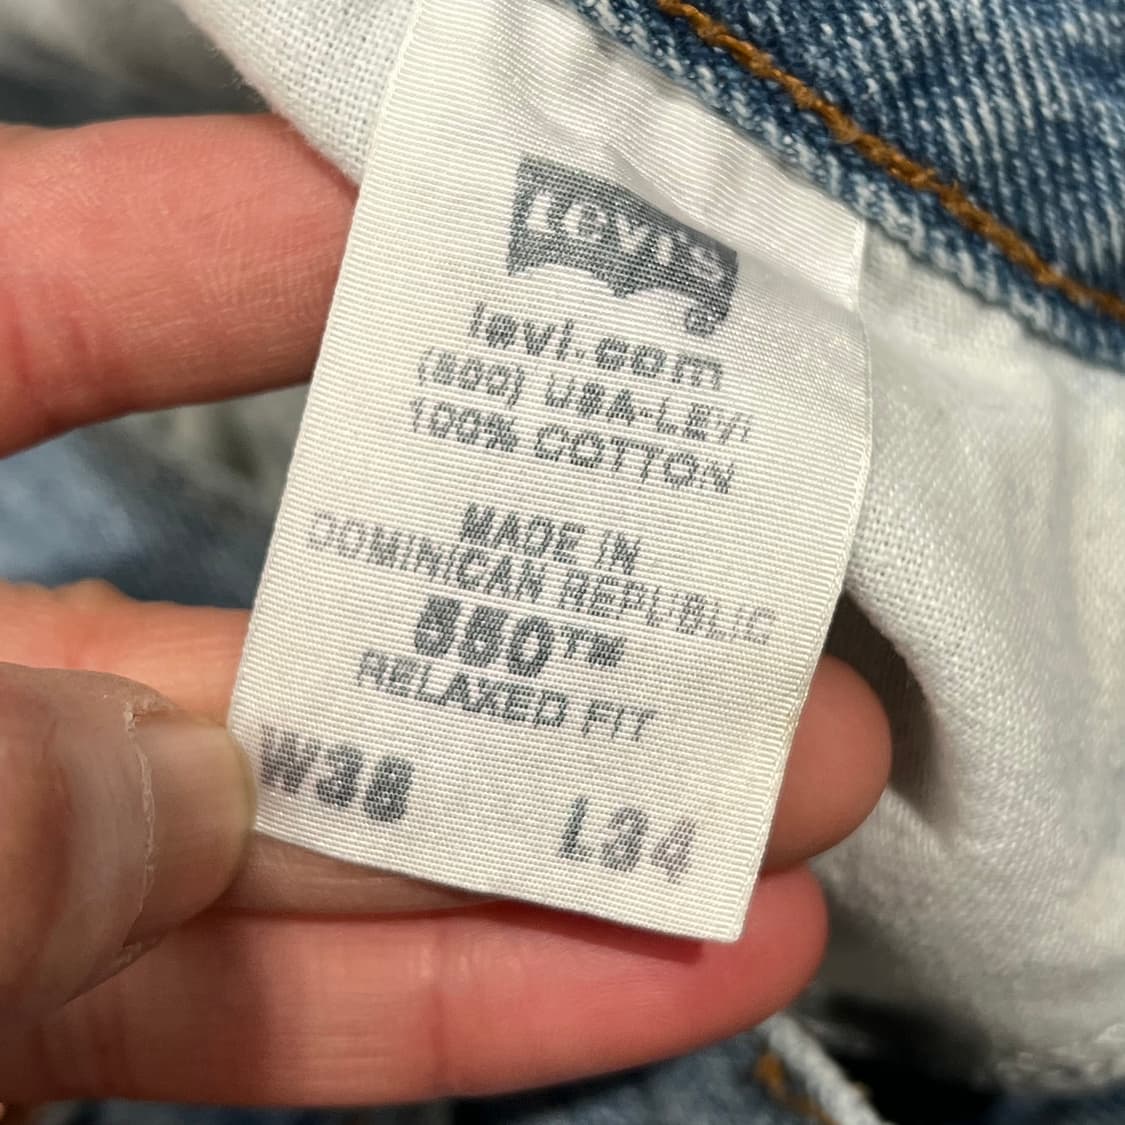 Levi's
levi.com
(800) USA-LEVI
100% COTTON
MADE IN
DOMINICAN REPUBLIC
550™
RELAXED FIT
W38 L34